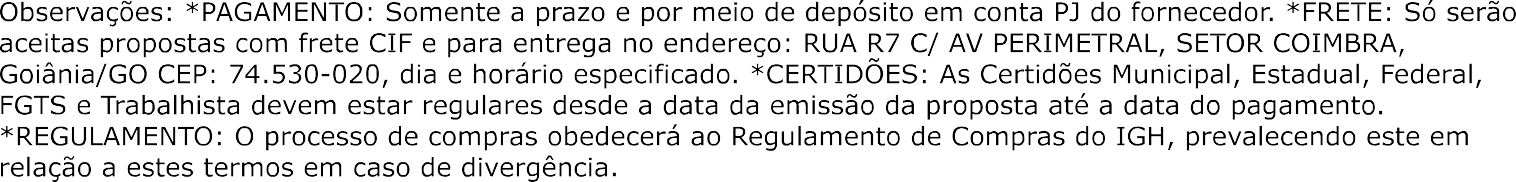 Observações: *PAGAMENTO: Somente a prazo e por meio de depósito em conta PJ do fornecedor. *FRETE: Só serão
aceitas propostas com frete CIF e para entrega no endereço: RUA R7 C/ AV PERIMETRAL, SETOR COIMBRA,
Goiânia/GO CEP: 74.530-020, dia e horário especificado. *CERTIDÕES: As Certidões Municipal, Estadual, Federal,
FGTS e Trabalhista devem estar regulares desde a data da emissão da proposta até a data do pagamento.
*REGULAMENTO: O processo de compras obedecerá ao Regulamento de Compras do IGH, prevalecendo este em
relação a estes termos em caso de divergência.